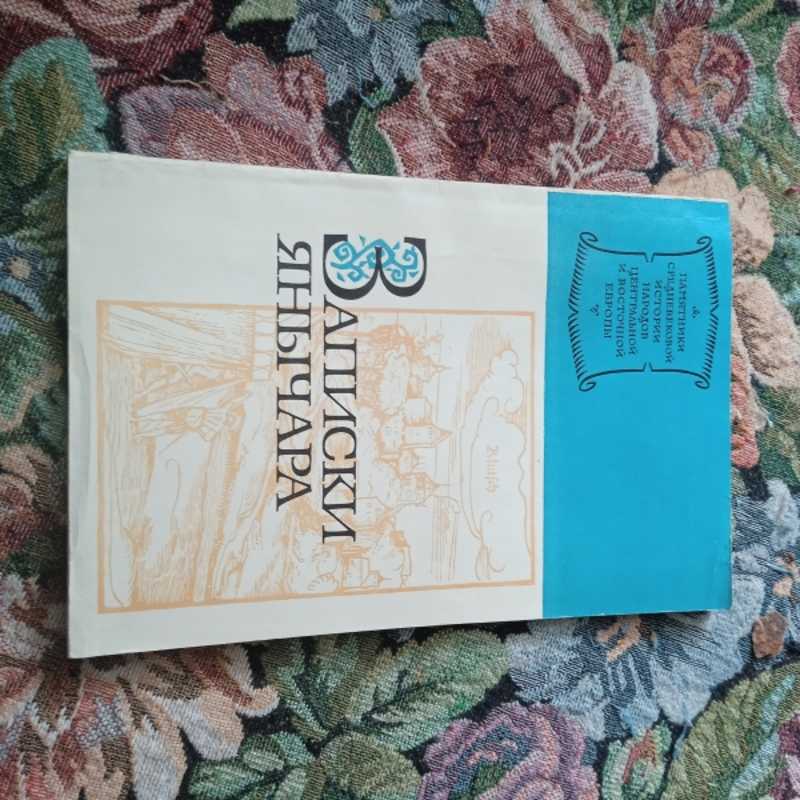 ПАМЯТНИКИ
СРЕДНЕВЕКОВОЙ
ИСТОРИИ
НАРОДОВ
ЦЕНТРАЛЬНОЙ
И ВОСТОЧНОЙ
ЕВРОПЫ
ЗАПИСКИ
ЯНЫЧАРА